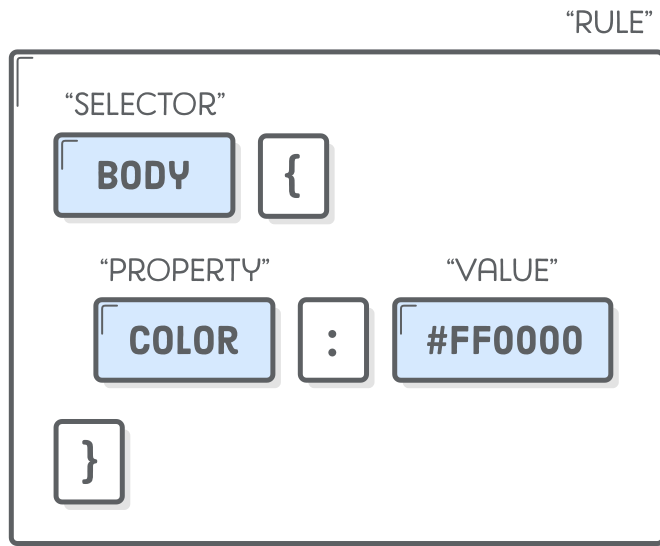 “RULE”
“SELECTOR”
BODY {
“PROPERTY” “VALUE”
COLOR : #FF0000
}